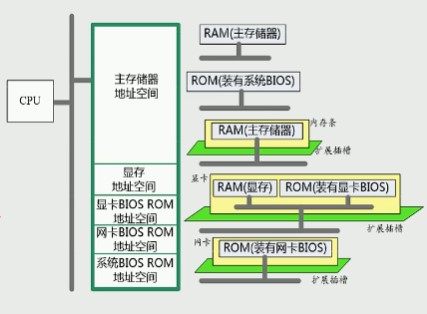 CPU
主存储器
地址空间
显存
地址空间
显卡BIOS ROM
地址空间
网卡BIOS ROM
地址空间
系统BIOS ROM
地址空间
RAM(主存储器)
ROM(装有系统BIOS)
内存条
RAM(主存储器)
扩展插槽
显卡
RAM(显存)
ROM(装有显卡BIOS)
扩展插槽
网卡
ROM(装有网卡BIOS)
扩展插槽